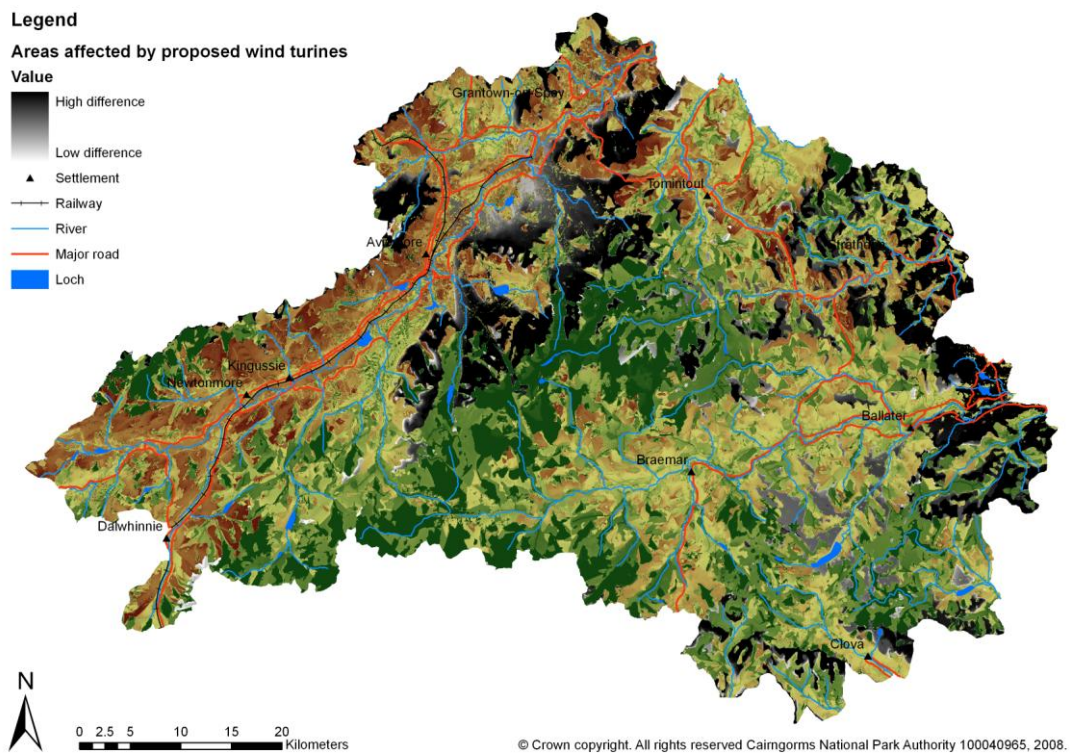 Legend
Areas affected by proposed wind turines
Value
High difference
Low difference
Settlement
Railway
River
Major road
Loch
Grantown-on-Spey
Tomintoul
Aviemore
Strathdon
Kingussie
Newtonmore
Ballater
Braemar
Dalwhinnie
Clova
N
0 2.5 5 10 15 20
Kilometers
© Crown copyright. All rights reserved Cairngorms National Park Authority 100040965, 2008.